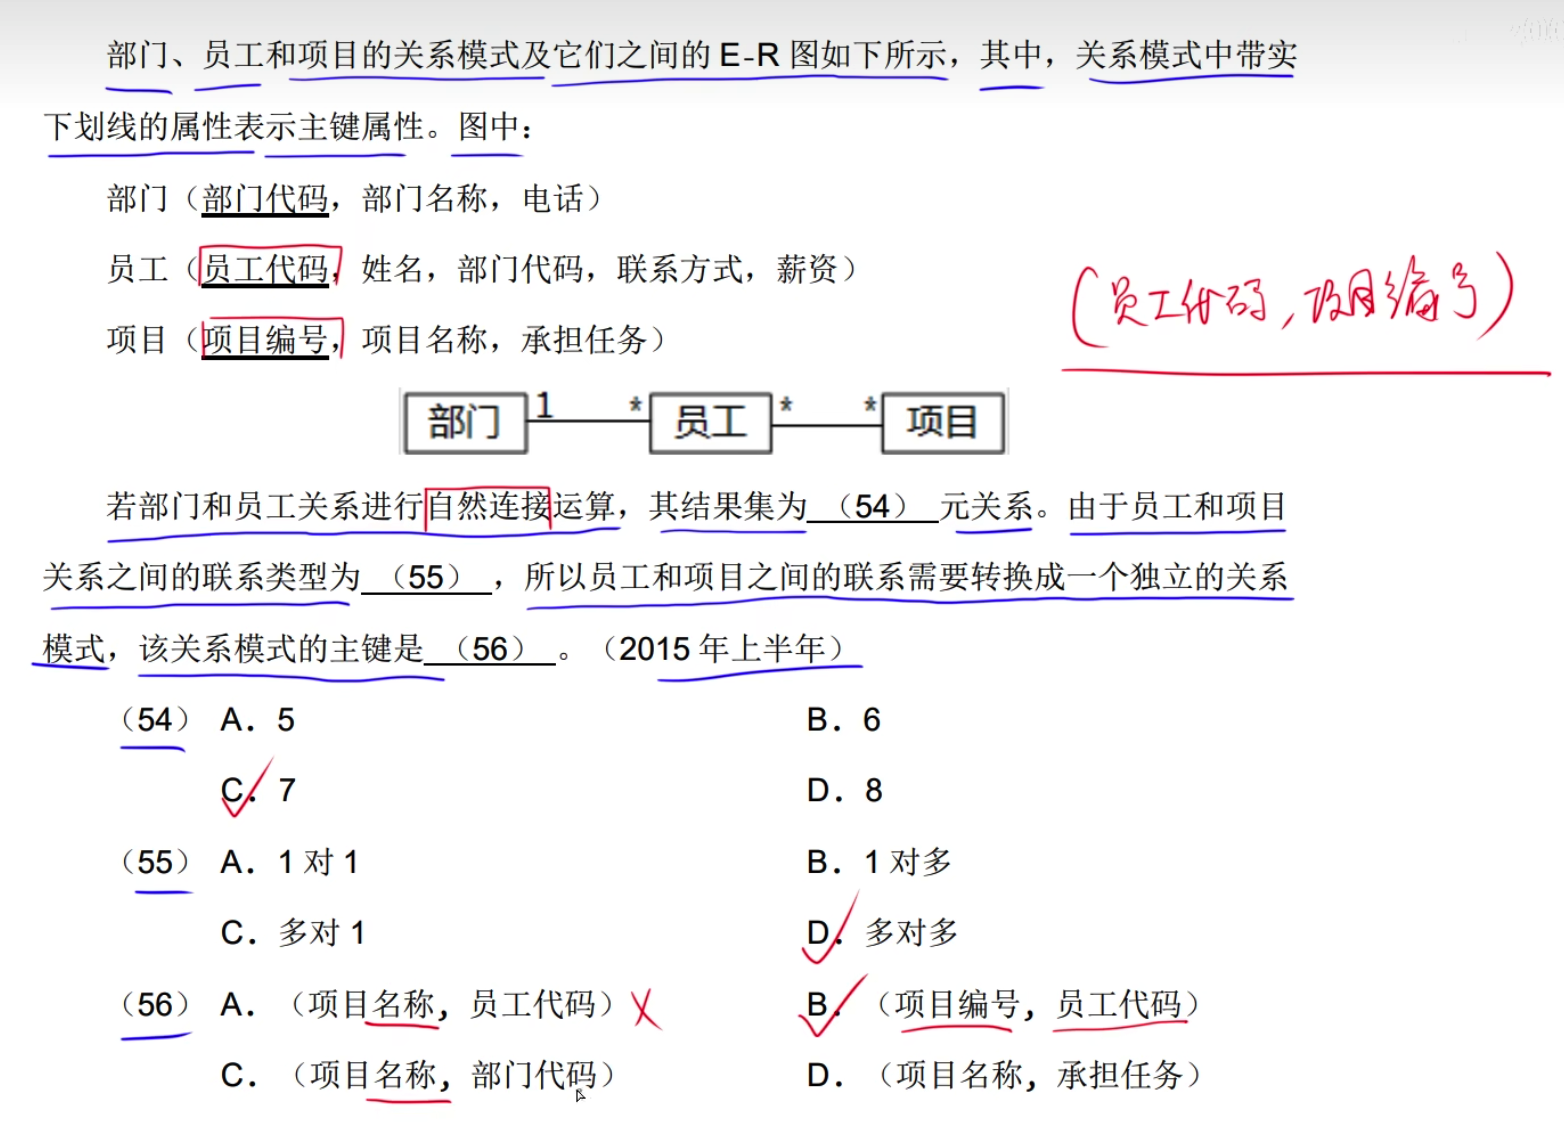 部门、员工和项目的关系模式及它们之间的 E-R 图如下所示，其中，关系模式中带实
下划线的属性表示主键属性。图中：
部门（部门代码，部门名称，电话）
员工（员工代码，姓名，部门代码，联系方式，薪资）
(员工代码,项目编号)
项目（项目编号，项目名称，承担任务）
部门 1 * 员工 * * 项目
若部门和员工关系进行自然连接运算，其结果集为 （54） 元关系。由于员工和项目
关系之间的联系类型为 （55） ，所以员工和项目之间的联系需要转换成一个独立的关系
模式，该关系模式的主键是 （56） 。（2015 年上半年）
（54） A． 5 B． 6
C． 7 D． 8
（55） A． 1 对 1 B． 1 对多
C． 多对 1 D． 多对多
（56） A． （项目名称，员工代码） B． （项目编号，员工代码）
C． （项目名称，部门代码） D． （项目名称，承担任务）